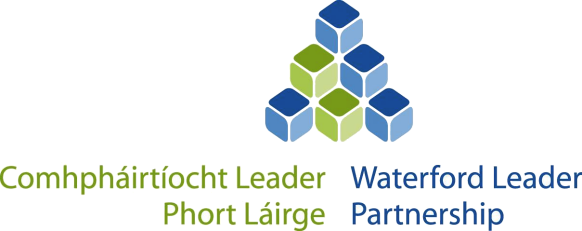 Comhpháirtíocht Leader
Phort Láirge
Waterford Leader
Partnership